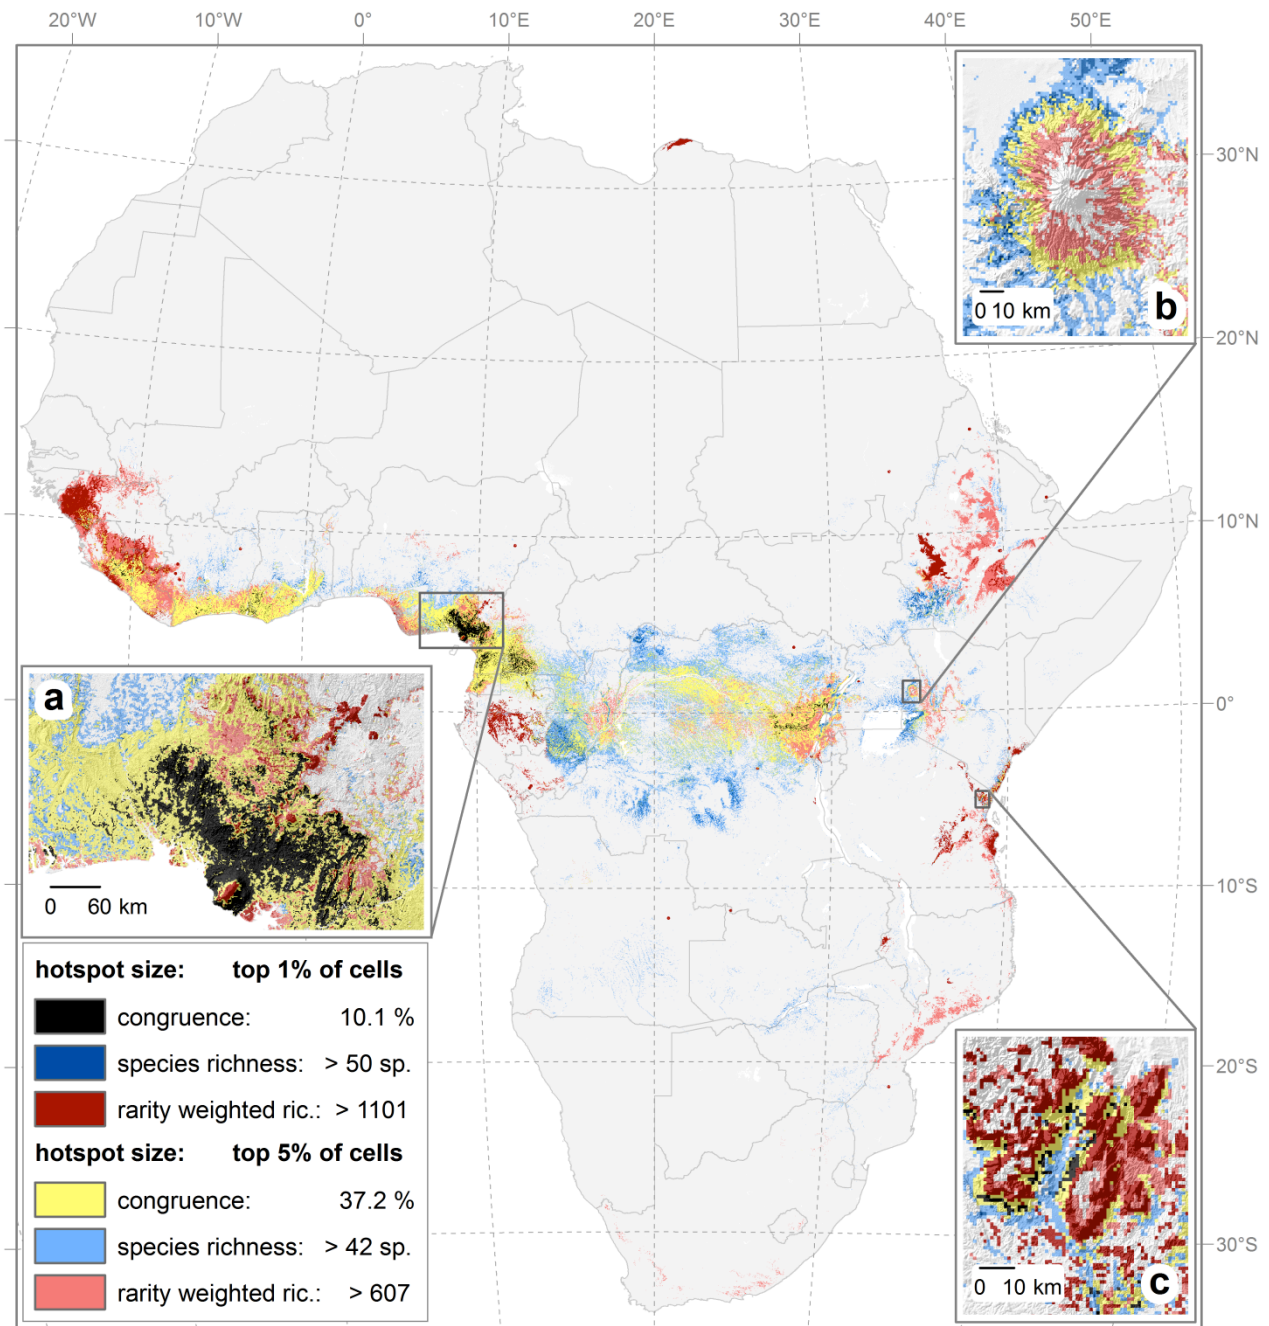 20°W 10°W 0° 10°E 20°E 30°E 40°E 50°E
30°N
b
0 10 km
20°N
10°N
0°
a
0 60 km
10°S
hotspot size: top 1% of cells
congruence: 10.1 %
species richness: > 50 sp.
rarity weighted ric.: > 1101
hotspot size: top 5% of cells
congruence: 37.2 %
species richness: > 42 sp.
rarity weighted ric.: > 607
20°S
30°S
0 10 km
c